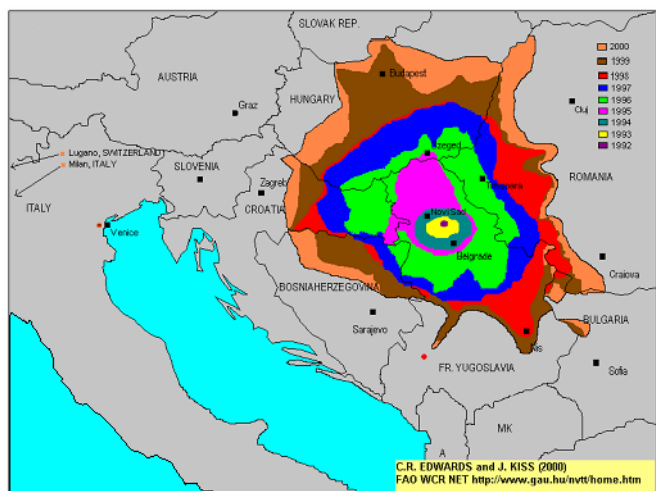 SLOVAK REP.
2000
1999
1998
1997
1996
1995
1994
1993
1992
AUSTRIA
Budapest
Graz
HUNGARY
Cluj
Lugano, SWITZERLAND
Milan, ITALY
Szeged
SLOVENIA
ROMANIA
Zagreb
ITALY
CROATIA
Novi Sad
Venice
Belgrade
Craiova
BOSNIAHERZEGOVINA
Sarajevo
BULGARIA
Nis
FR. YUGOSLAVIA
Sofia
MK
A
C.R. EDWARDS and J. KISS (2000)
FAO WCR NET http://www.gau.hu/nvtt/home.htm